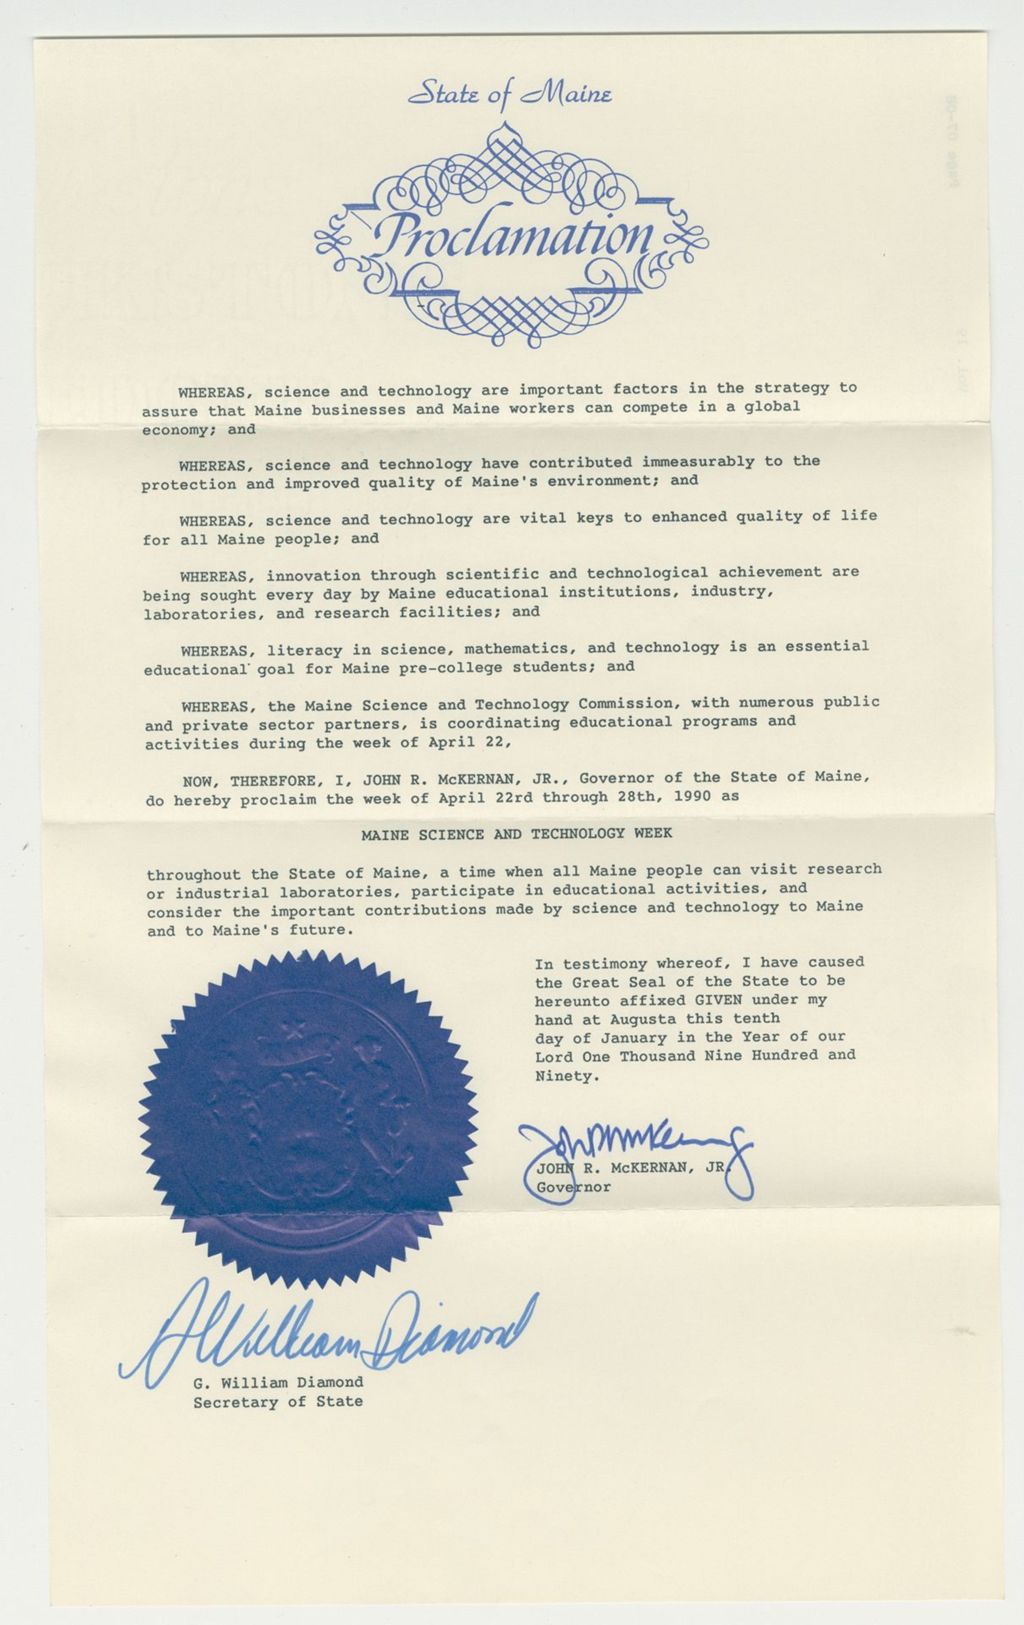 State of Maine
Proclamation
WHEREAS, science and technology are important factors in the strategy to
assure that Maine businesses and Maine workers can compete in a global
economy; and
WHEREAS, science and technology have contributed immeasurably to the
protection and improved quality of Maine's environment; and
WHEREAS, science and technology are vital keys to enhanced quality of life
for all Maine people; and
WHEREAS, innovation through scientific and technological achievement are
being sought every day by Maine educational institutions, industry,
laboratories, and research facilities; and
WHEREAS, literacy in science, mathematics, and technology is an essential
educational goal for Maine pre-college students; and
WHEREAS, the Maine Science and Technology Commission, with numerous public
and private sector partners, is coordinating educational programs and
activities during the week of April 22,
NOW, THEREFORE, I, JOHN R. McKERNAN, JR., Governor of the State of Maine,
do hereby proclaim the week of April 22rd through 28th, 1990 as
MAINE SCIENCE AND TECHNOLOGY WEEK
throughout the State of Maine, a time when all Maine people can visit research
or industrial laboratories, participate in educational activities, and
consider the important contributions made by science and technology to Maine
and to Maine's future.
In testimony whereof, I have caused
the Great Seal of the State to be
hereunto affixed GIVEN under my
hand at Augusta this tenth
day of January in the Year of our
Lord One Thousand Nine Hundred and
Ninety.
John R McKernan Jr
JOHN R. McKERNAN, JR.
Governor
G William Diamond
G. William Diamond
Secretary of State